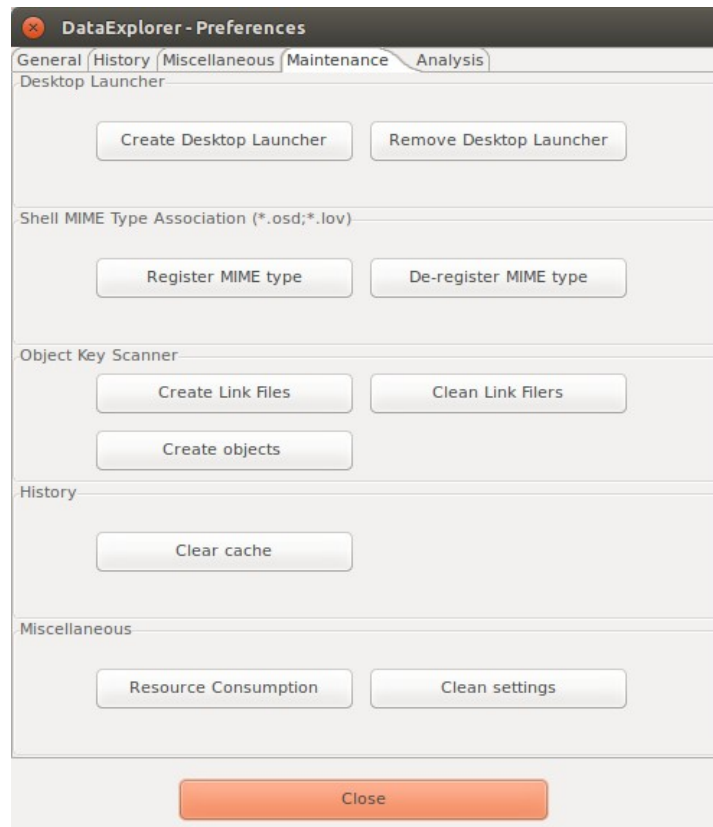 DataExplorer - Preferences
General History Miscellaneous Maintenance Analysis
Desktop Launcher
Create Desktop Launcher Remove Desktop Launcher
Shell MIME Type Association (*.osd;*.lov)
Register MIME type De-register MIME type
Object Key Scanner
Create Link Files Clean Link Filers
Create objects
History
Clear cache
Miscellaneous
Resource Consumption Clean settings
Close